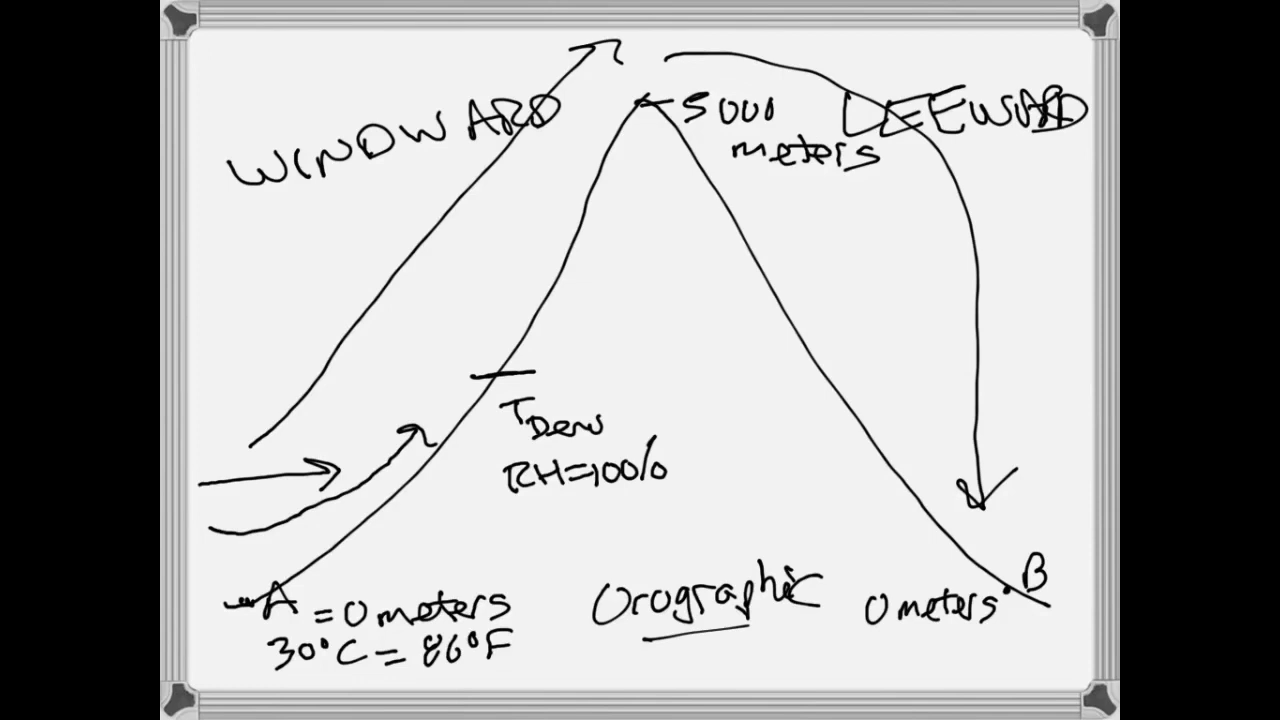 WINDWARD
5000
meters
LEEWARD
TDew
RH=100%
A = 0 meters
30°C = 86°F
Orographic
0 meters
B